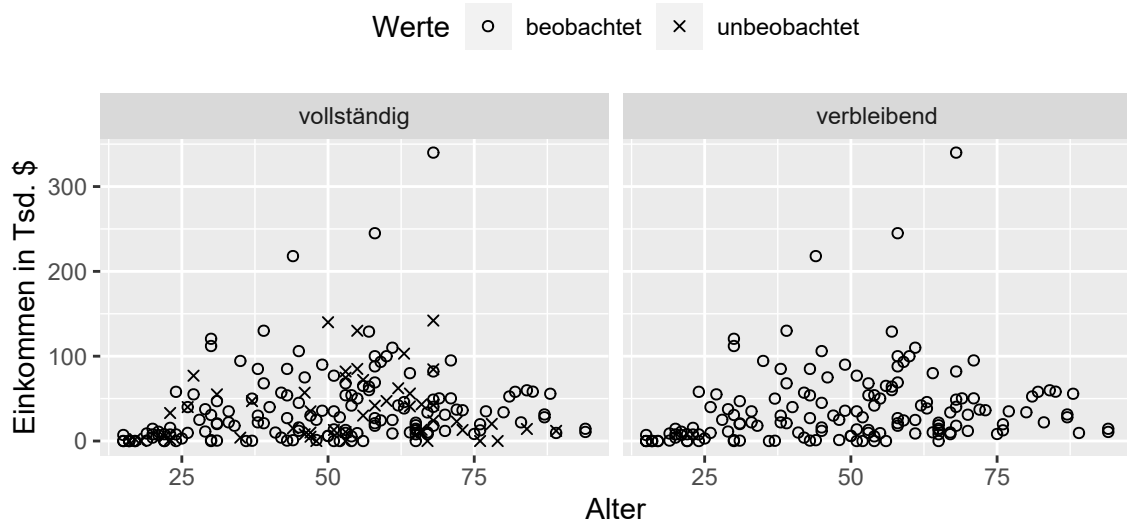 Werte beobachtet unbeobachtet
vollständig verbleibend
Einkommen in Tsd. $
300
200
100
0
25 50 75 25 50 75
Alter